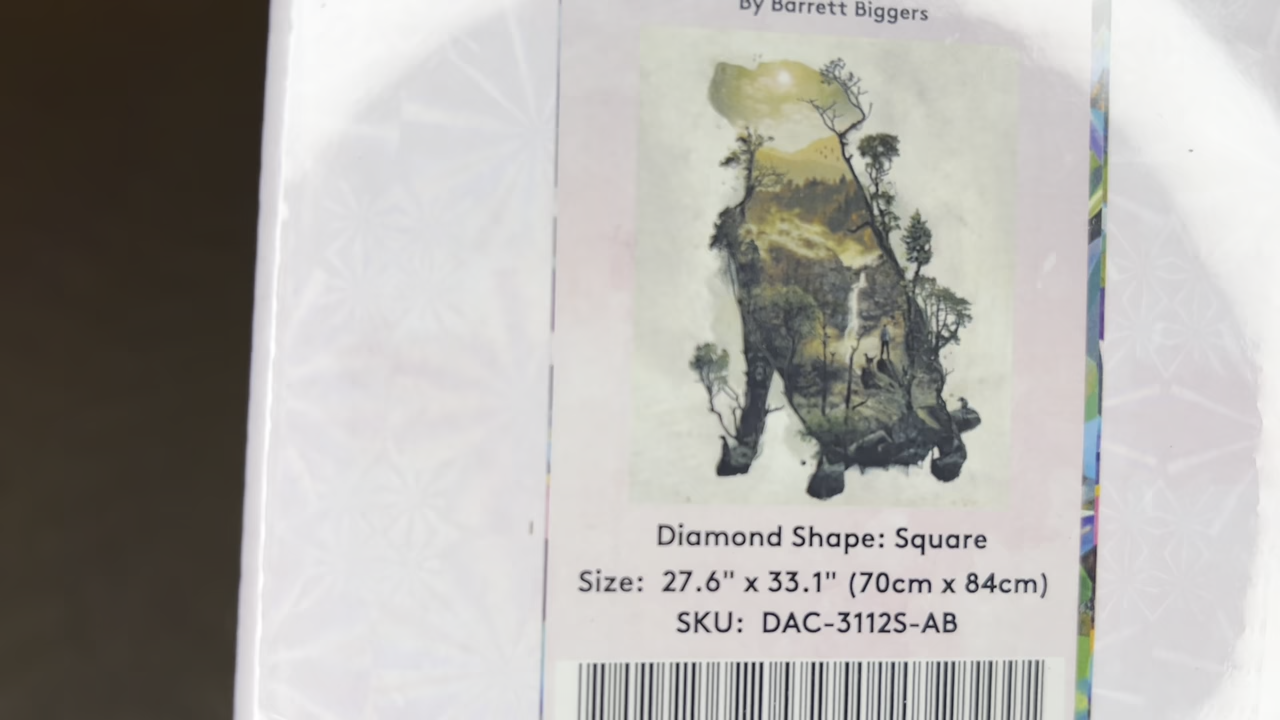 By Barrett Biggers
Diamond Shape: Square
Size: 27.6" x 33.1" (70cm x 84cm)
SKU: DAC-3112S-AB